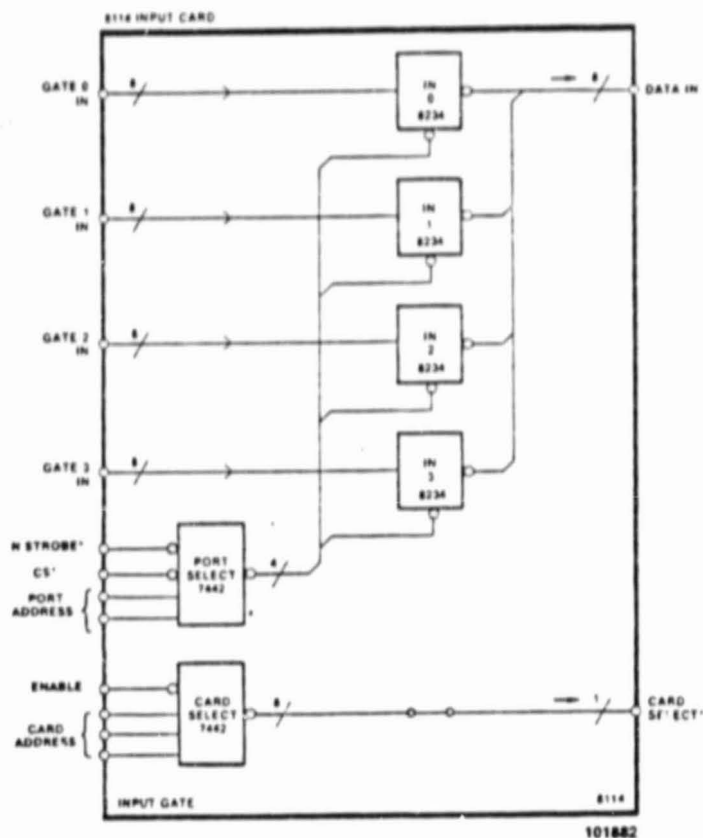 8114 INPUT CARD
GATE 0
IN
8
IN
0
8234
8
DATA IN
GATE 1
IN
8
IN
1
8234
GATE 2
IN
8
IN
2
8234
GATE 3
IN
8
IN
3
8234
N STROBE*
CS*
PORT
ADDRESS
PORT
SELECT
7442
4
ENABLE
CARD
ADDRESS
CARD
SELECT
7442
8
1
CARD
SELECT*
INPUT GATE
8114
101882